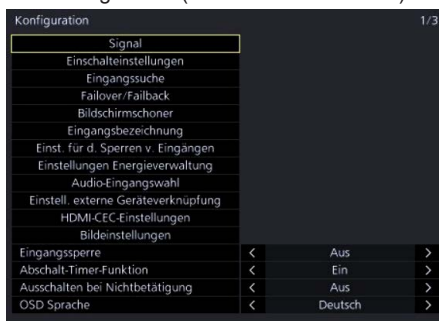 Konfiguration 1/3
Signal
Einschalteinstellungen
Eingangssuche
Failover/Failback
Bildschirmschoner
Eingangsbezeichnung
Einst. für d. Sperren v. Eingängen
Einstellungen Energieverwaltung
Audio-Eingangswahl
Einstell. externe Geräteverknüpfung
HDMI-CEC-Einstellungen
Bildeinstellungen
Eingangssperre < Aus >
Abschalt-Timer-Funktion < Ein >
Ausschalten bei Nichtbetätigung < Aus >
OSD Sprache < Deutsch >